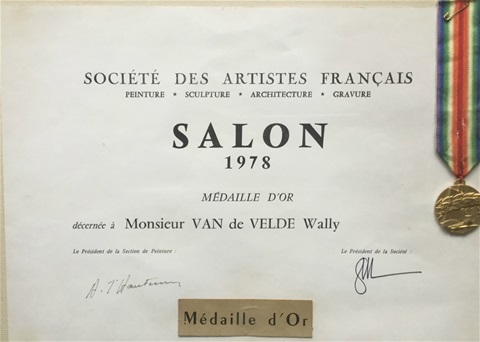 SOCIÉTÉ DES ARTISTES FRANÇAIS
PEINTURE ★ SCULPTURE ★ ARCHITECTURE ★ GRAVURE
SALON
1978
MÉDAILLE D'OR
décernée à Monsieur VAN de VELDE Wally
Le Président de la Section de Peinture :
Le Président de la Société :
Médaille d'Or